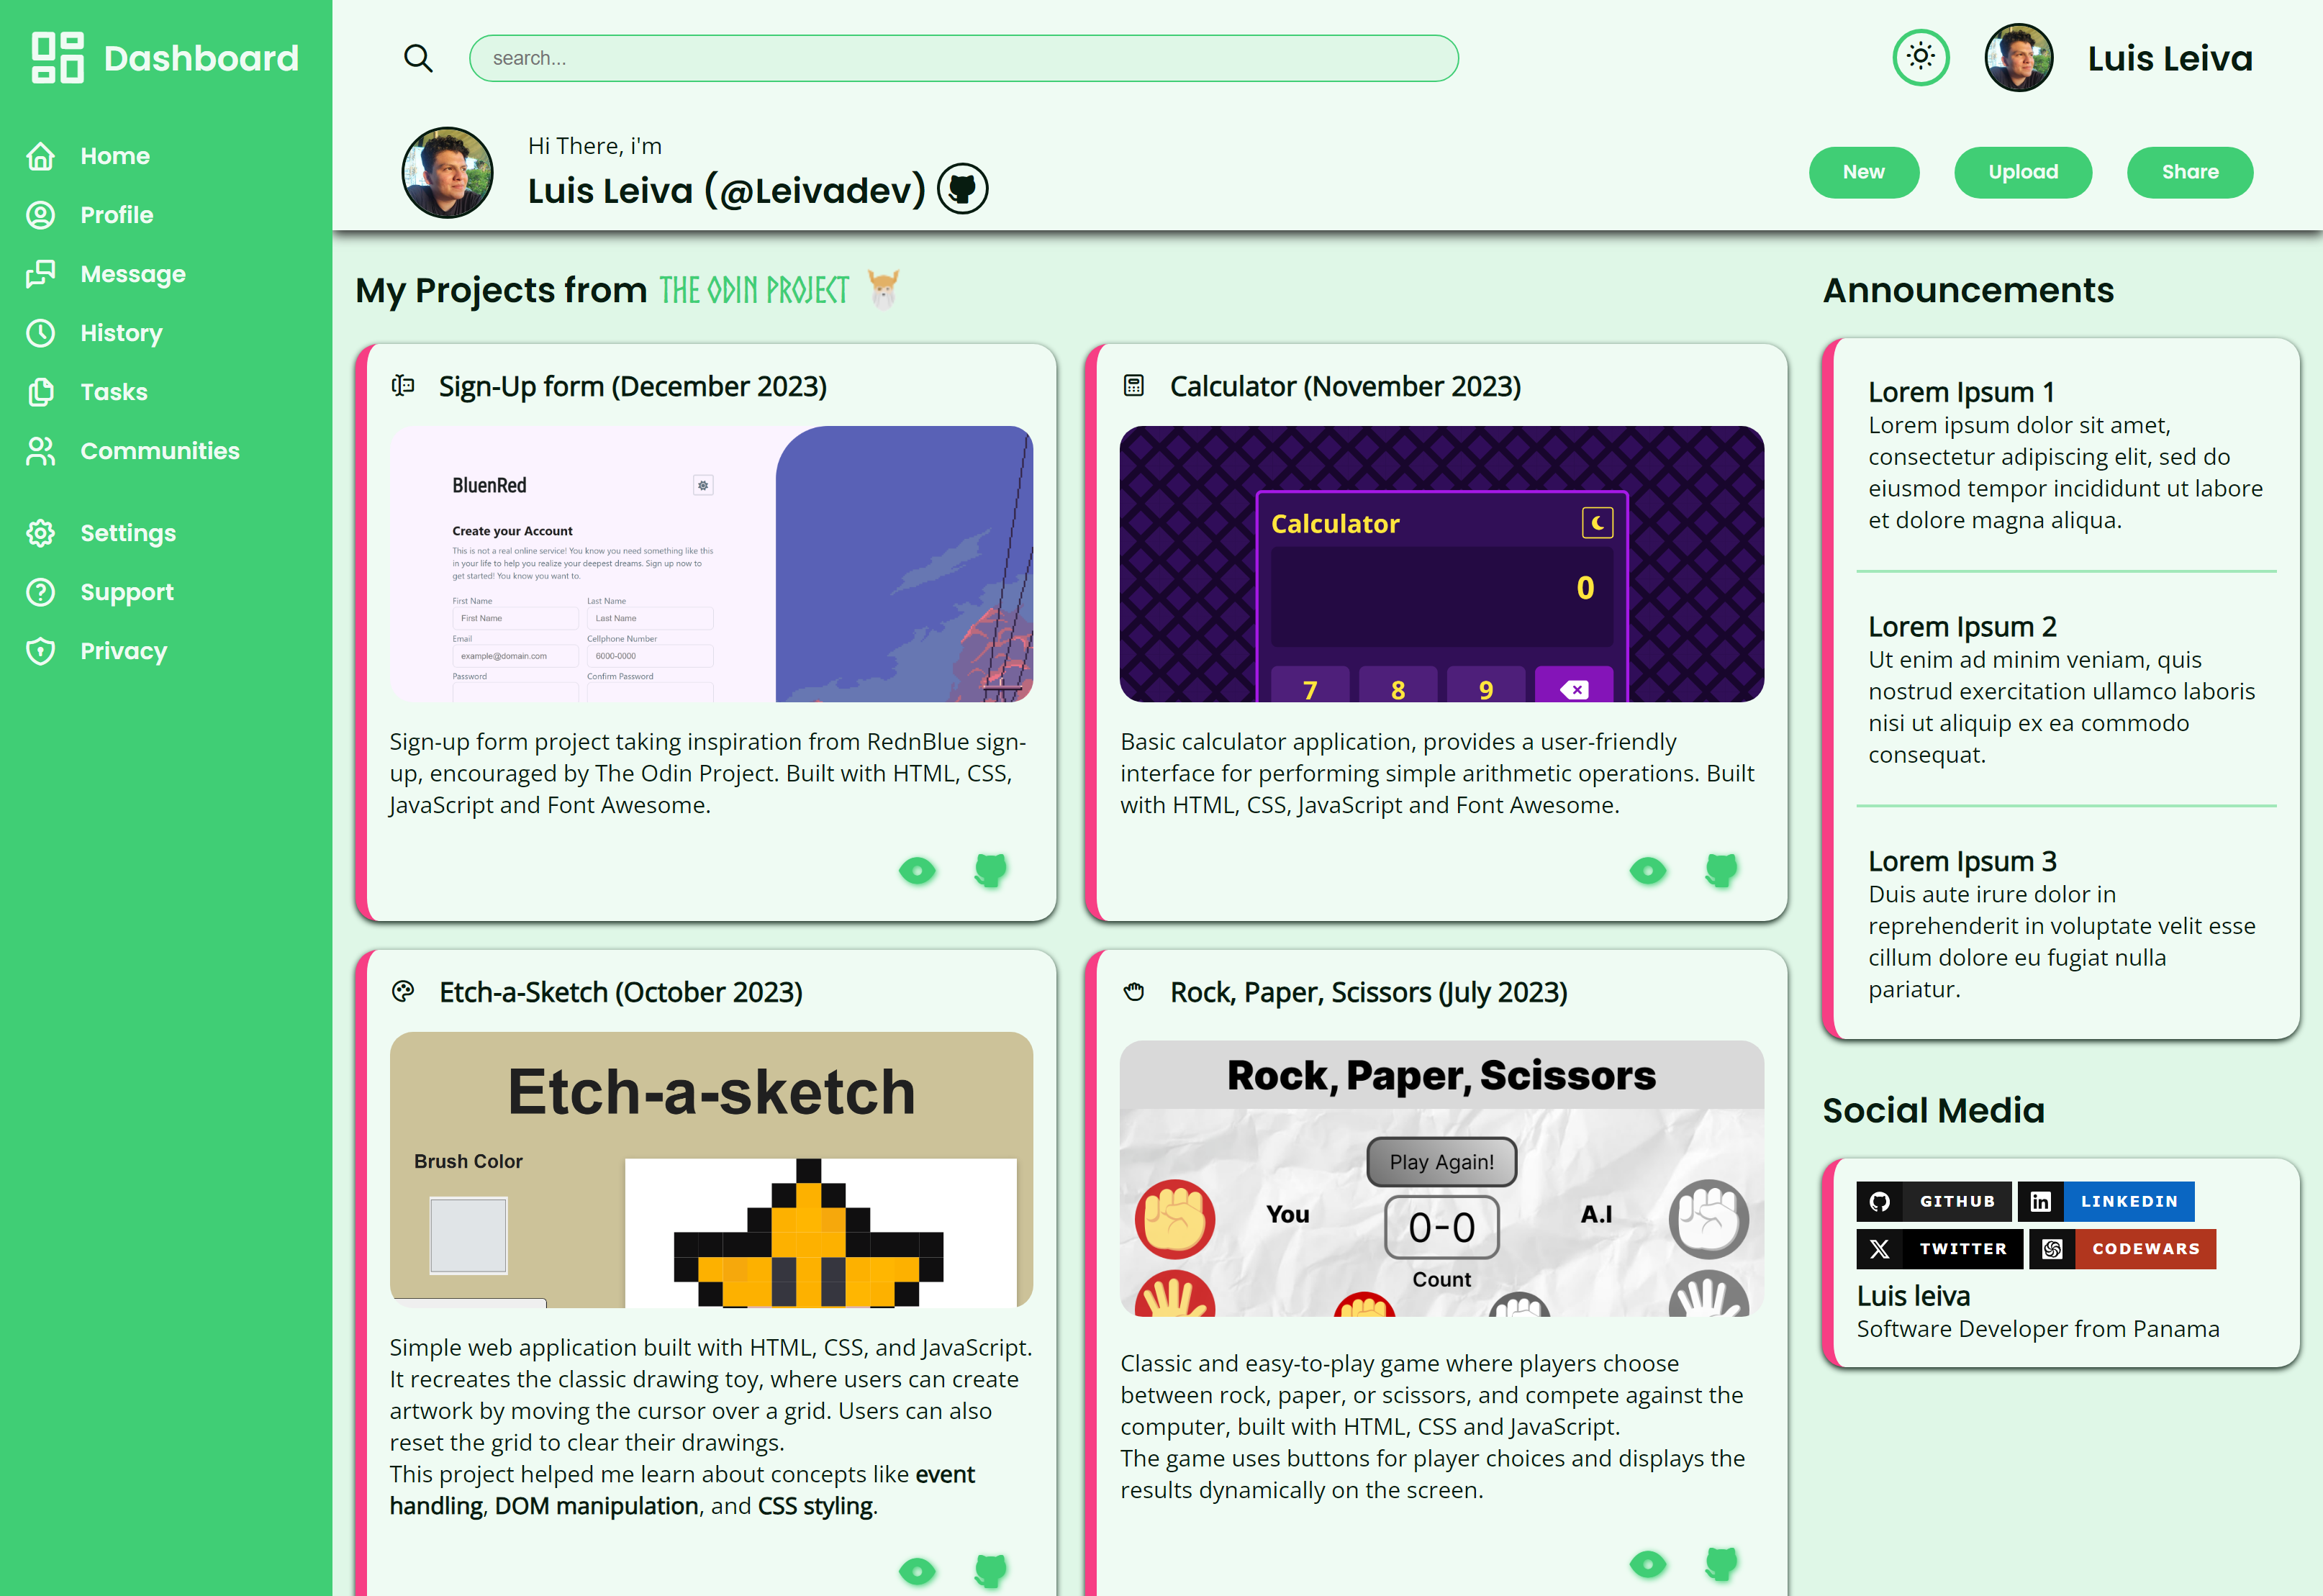 Dashboard
Home
Profile
Message
History
Tasks
Communities
Settings
Support
Privacy
search...
Luis Leiva
Hi There, i'm
Luis Leiva (@Leivadev)
New
Upload
Share
My Projects from THE ODIN PROJECT
Sign-Up form (December 2023)
BluenRed
Create your Account
This is not a real online service! You know you need something like this
in your life to help you realize your deepest dreams. Sign up now to
get started! You know you want to.
First Name
Last Name
First Name
Last Name
Email
Cellphone Number
example@domain.com
6000-0000
Password
Confirm Password
Sign-up form project taking inspiration from RednBlue sign-
up, encouraged by The Odin Project. Built with HTML, CSS,
JavaScript and Font Awesome.
Calculator (November 2023)
Calculator
0
7
8
9
Basic calculator application, provides a user-friendly
interface for performing simple arithmetic operations. Built
with HTML, CSS, JavaScript and Font Awesome.
Etch-a-Sketch (October 2023)
Etch-a-sketch
Brush Color
Simple web application built with HTML, CSS, and JavaScript.
It recreates the classic drawing toy, where users can create
artwork by moving the cursor over a grid. Users can also
reset the grid to clear their drawings.
This project helped me learn about concepts like event
handling, DOM manipulation, and CSS styling.
Rock, Paper, Scissors (July 2023)
Rock, Paper, Scissors
Play Again!
You
0-0
A.I
Count
Classic and easy-to-play game where players choose
between rock, paper, or scissors, and compete against the
computer, built with HTML, CSS and JavaScript.
The game uses buttons for player choices and displays the
results dynamically on the screen.
Announcements
Lorem Ipsum 1
Lorem ipsum dolor sit amet,
consectetur adipiscing elit, sed do
eiusmod tempor incididunt ut labore
et dolore magna aliqua.
Lorem Ipsum 2
Ut enim ad minim veniam, quis
nostrud exercitation ullamco laboris
nisi ut aliquip ex ea commodo
consequat.
Lorem Ipsum 3
Duis aute irure dolor in
reprehenderit in voluptate velit esse
cillum dolore eu fugiat nulla
pariatur.
Social Media
GITHUB
LINKEDIN
TWITTER
CODEWARS
Luis leiva
Software Developer from Panama